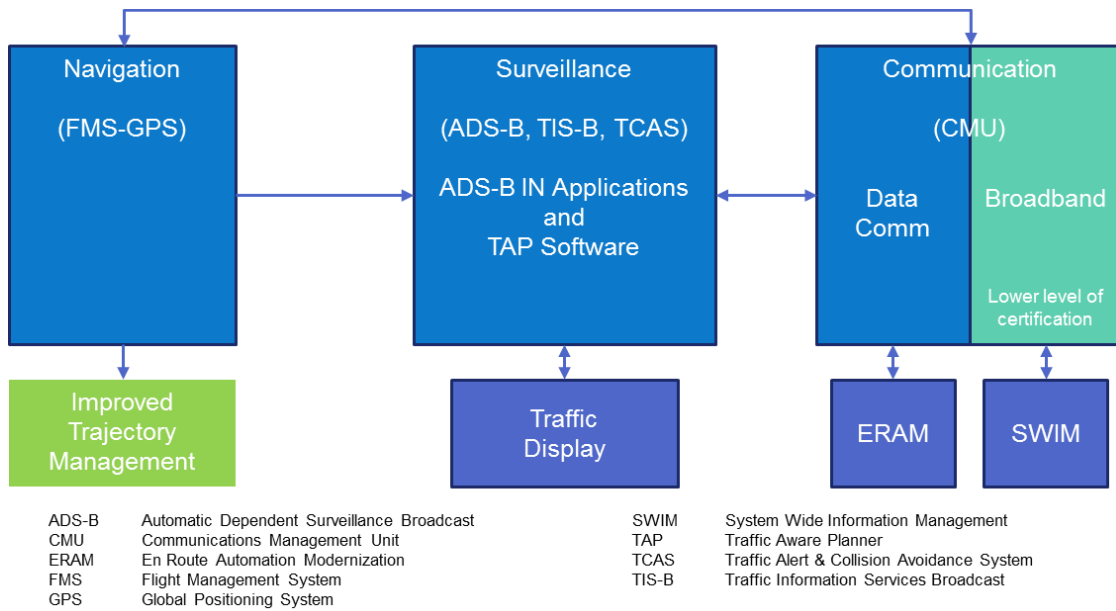 Navigation
(FMS-GPS)
Surveillance
(ADS-B, TIS-B, TCAS)
ADS-B IN Applications
and
TAP Software
Communication
(CMU)
Data
Comm
Broadband
Lower level of
certification
Improved
Trajectory
Management
Traffic
Display
ERAM
SWIM
ADS-B Automatic Dependent Surveillance Broadcast
CMU Communications Management Unit
ERAM En Route Automation Modernization
FMS Flight Management System
GPS Global Positioning System
SWIM System Wide Information Management
TAP Traffic Aware Planner
TCAS Traffic Alert & Collision Avoidance System
TIS-B Traffic Information Services Broadcast